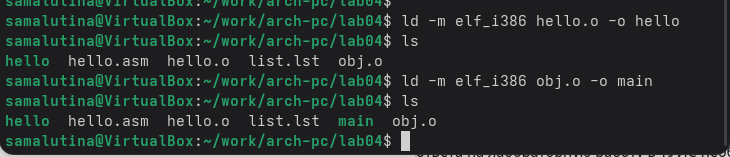 samalutina@VirtualBox:~/work/arch-pc/lab04$
samalutina@VirtualBox:~/work/arch-pc/lab04$ ld -m elf_i386 hello.o -o hello
samalutina@VirtualBox:~/work/arch-pc/lab04$ ls
hello  hello.asm  hello.o  list.lst  obj.o
samalutina@VirtualBox:~/work/arch-pc/lab04$ ld -m elf_i386 obj.o -o main
samalutina@VirtualBox:~/work/arch-pc/lab04$ ls
hello  hello.asm  hello.o  list.lst  main  obj.o
samalutina@VirtualBox:~/work/arch-pc/lab04$